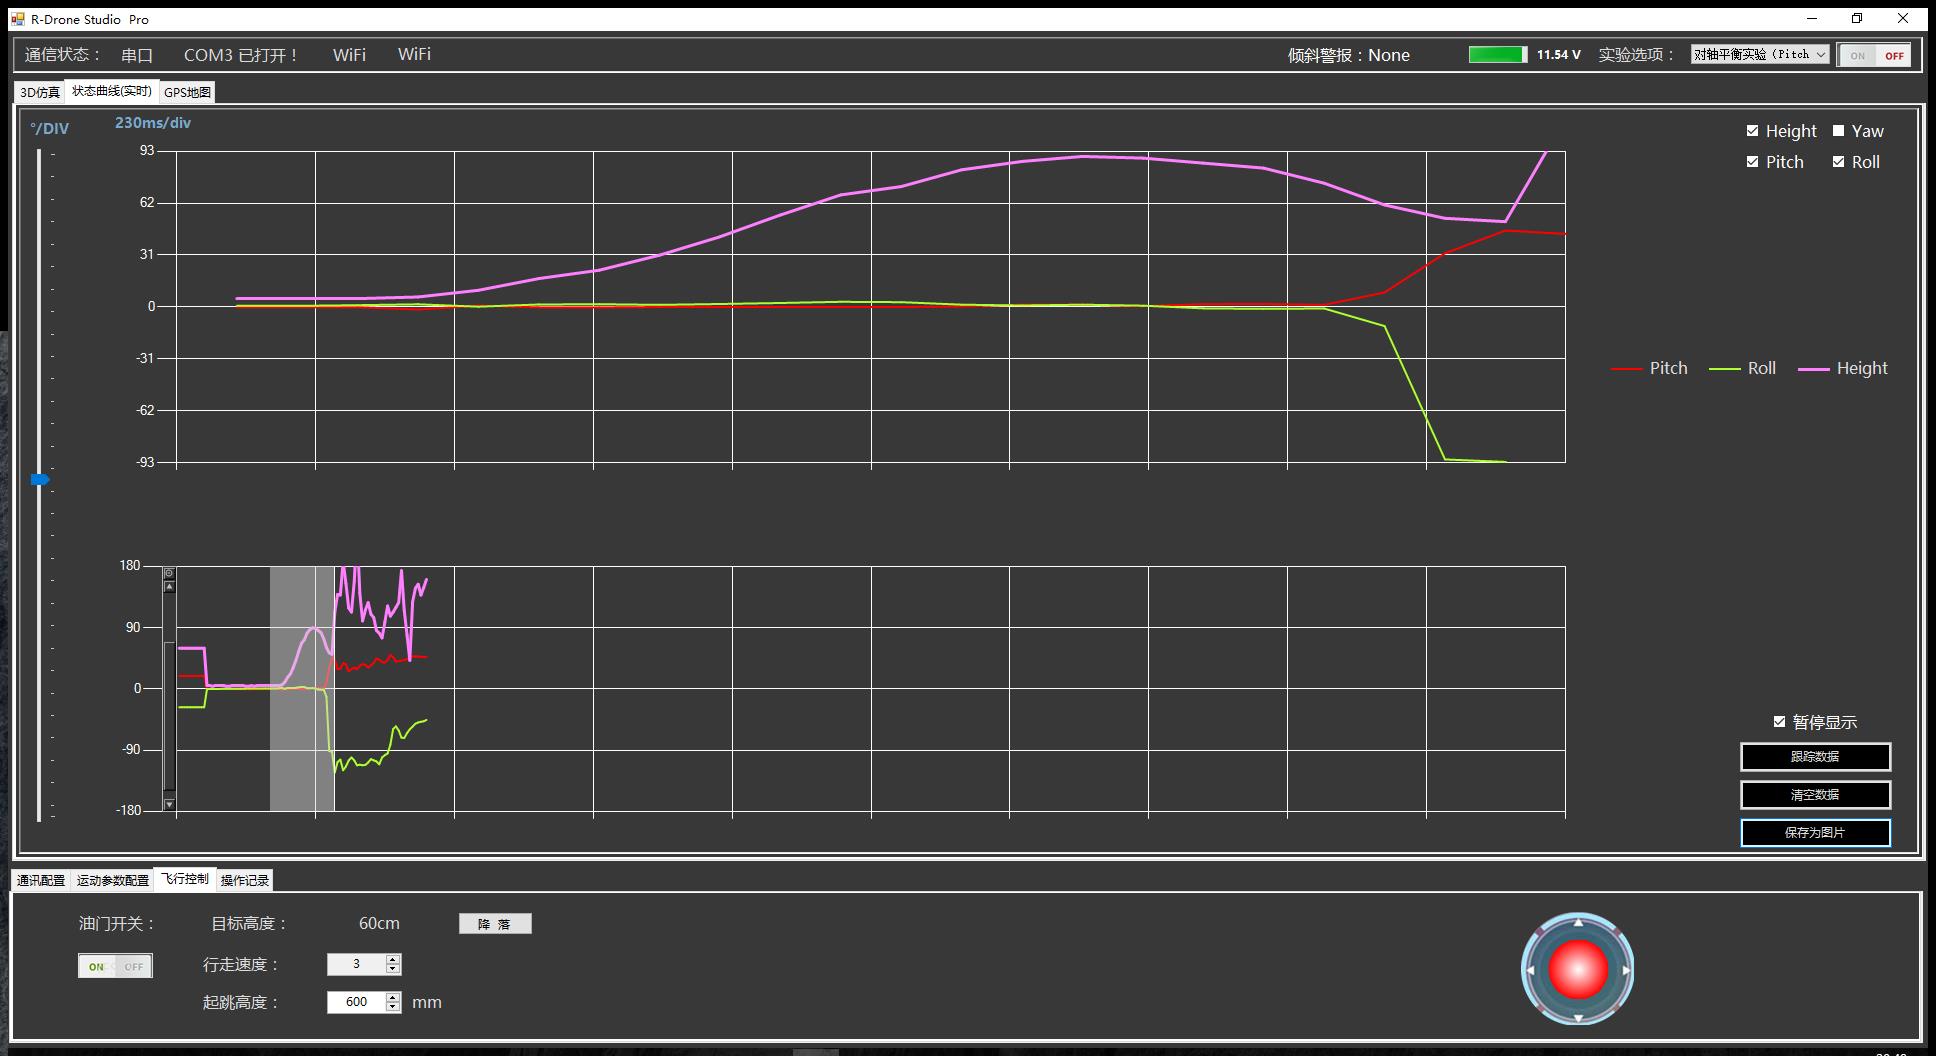 R-Drone Studio Pro
通信状态： 串口 COM3 已打开！ WiFi WiFi 倾斜警报：None 11.54 V 实验选项： 对轴平衡实验（Pitch ON OFF
3D仿真 状态曲线(实时) GPS地图
°/DIV 230ms/div
Height Yaw
Pitch Roll
93
62
31
0
-31
-62
-93
Pitch Roll Height
180
90
0
-90
-180
暂停显示
跟踪数据
清空数据
保存为图片
通讯配置 运动参数配置 飞行控制 操作记录
油门开关： 目标高度： 60cm 降 落
ON OFF 行走速度： 3
起跳高度： 600 mm